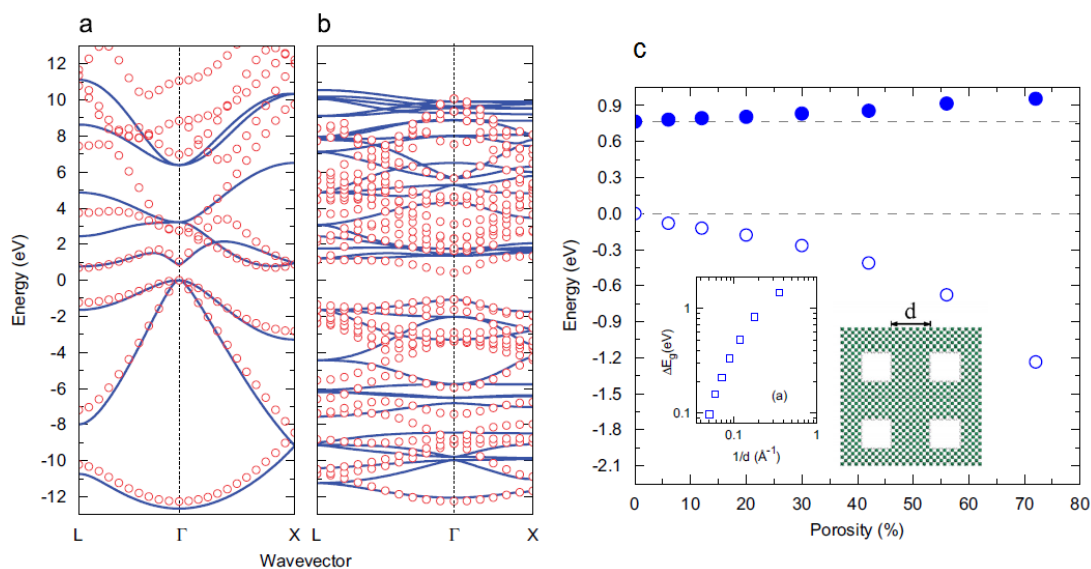 a
b
c
12
10
8
6
4
2
0
-2
-4
-6
-8
-10
-12
Energy (eV)
L Γ X L Γ X
Wavevector
0.9
0.6
0.3
0.0
-0.3
-0.6
-0.9
-1.2
-1.5
-1.8
-2.1
Energy (eV)
0 10 20 30 40 50 60 70 80
Porosity (%)
1
0.1
ΔEg(eV)
(a)
0.1 1
1/d (Å⁻¹)
d